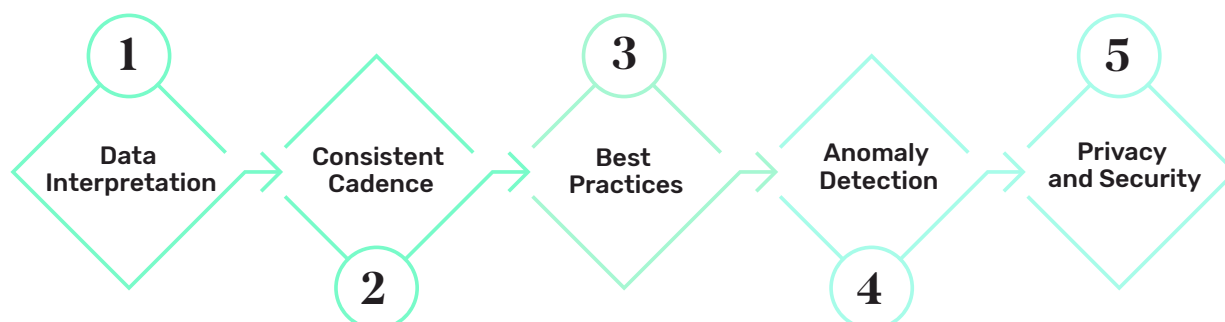 1
Data
Interpretation
2
Consistent
Cadence
3
Best
Practices
4
Anomaly
Detection
5
Privacy
and Security